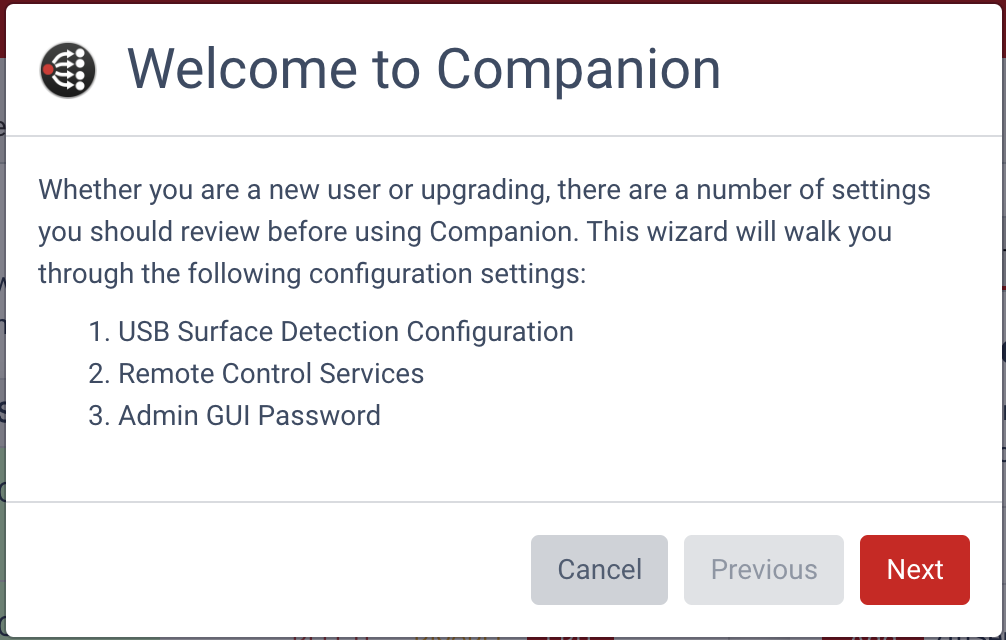 Welcome to Companion
Whether you are a new user or upgrading, there are a number of settings
you should review before using Companion. This wizard will walk you
through the following configuration settings:
1. USB Surface Detection Configuration
2. Remote Control Services
3. Admin GUI Password
Cancel Previous Next